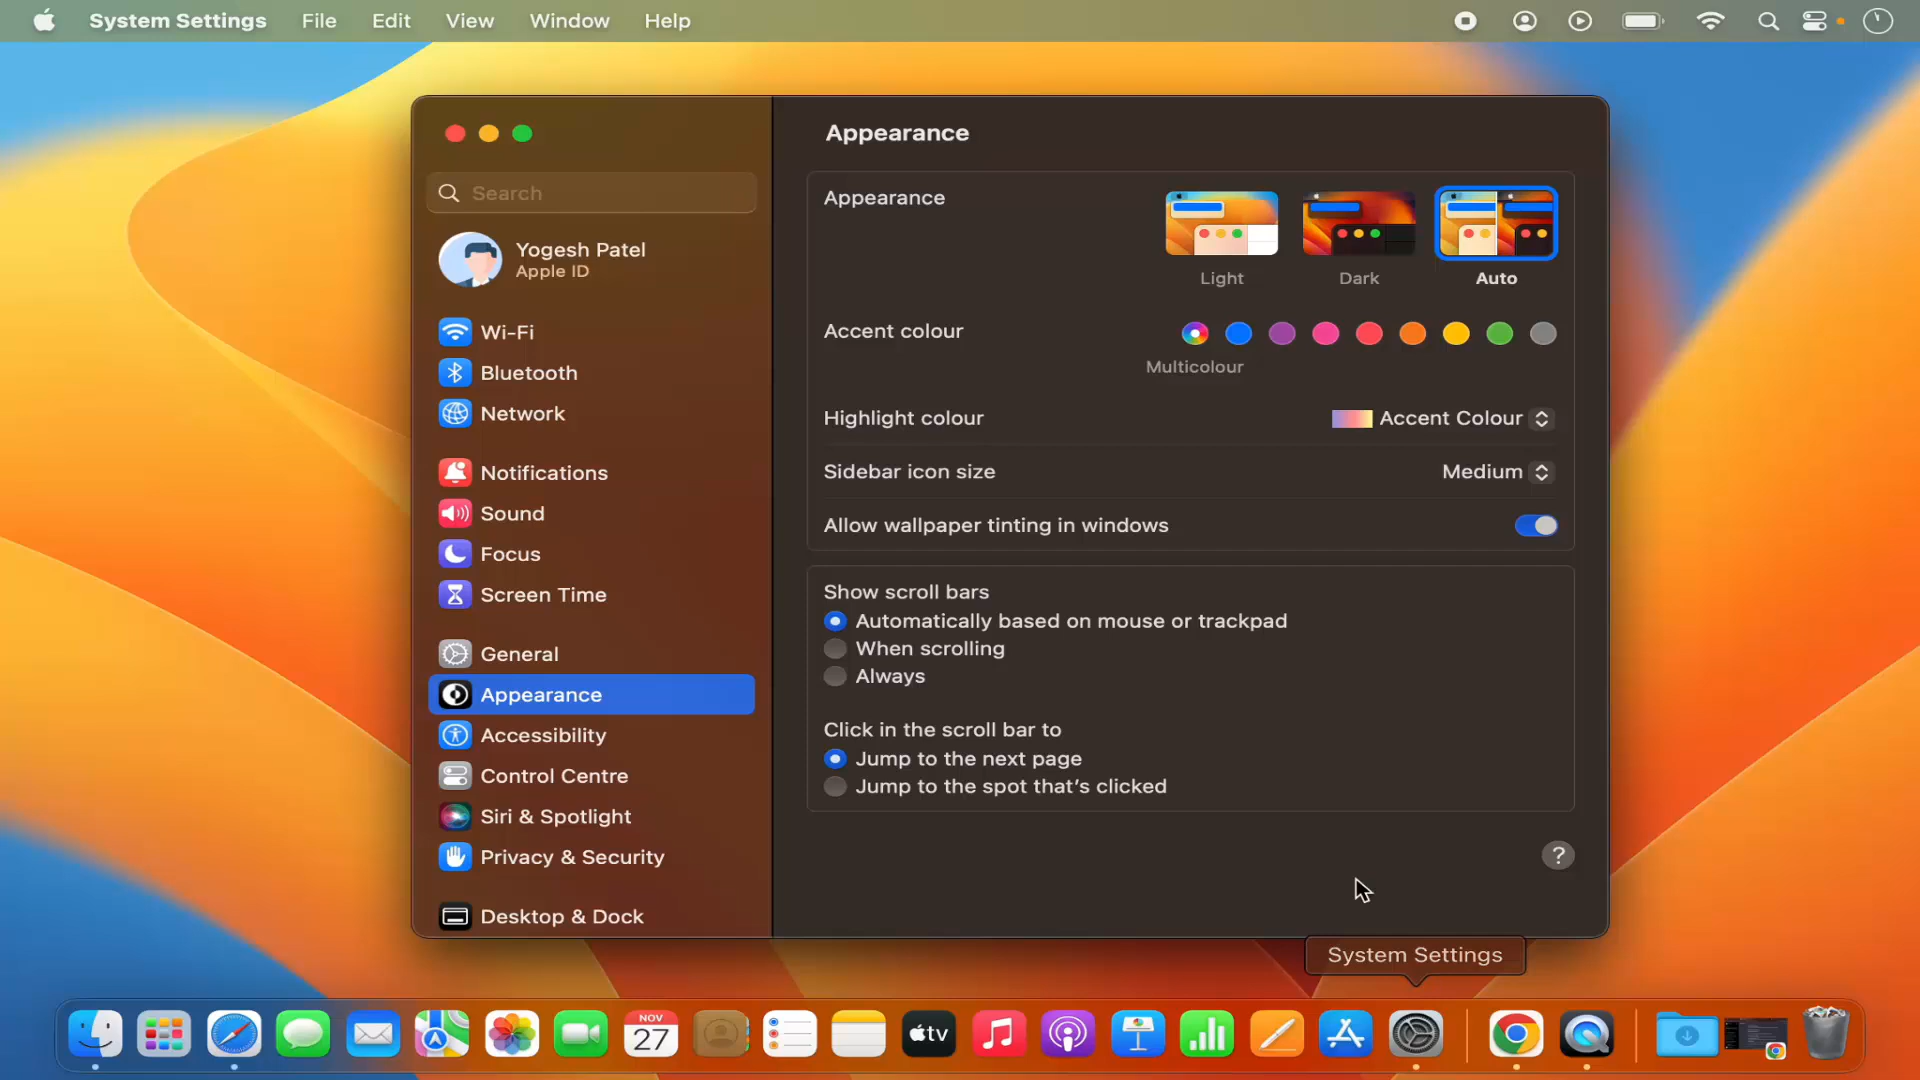 System Settings File Edit View Window Help
Search
Yogesh Patel
Apple ID
Wi-Fi
Bluetooth
Network
Notifications
Sound
Focus
Screen Time
General
Appearance
Accessibility
Control Centre
Siri & Spotlight
Privacy & Security
Desktop & Dock
Appearance
Appearance
Light Dark Auto
Accent colour
Multicolour
Highlight colour Accent Colour
Sidebar icon size Medium
Allow wallpaper tinting in windows
Show scroll bars
Automatically based on mouse or trackpad
When scrolling
Always
Click in the scroll bar to
Jump to the next page
Jump to the spot that's clicked
?
System Settings
NOV
27
tv